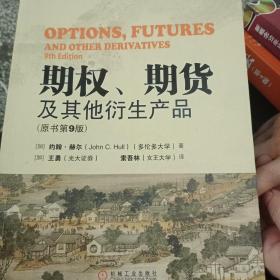 OPTIONS, FUTURES
AND OTHER DERIVATIVES
9th Edition
期权、期货
及其他衍生产品
(原书第9版)
[加] 约翰·赫尔 (John C. Hull) (多伦多大学) 著
[加] 王勇 (光大证券) 索吾林 (女王大学) 译
机械工业出版社